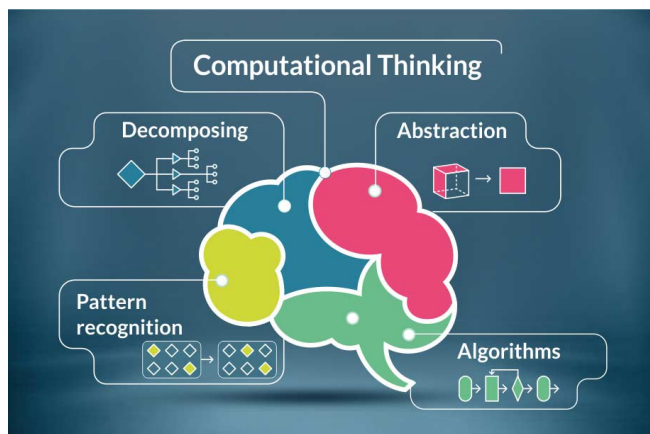 Computational Thinking
Decomposing
Abstraction
Pattern
recognition
Algorithms